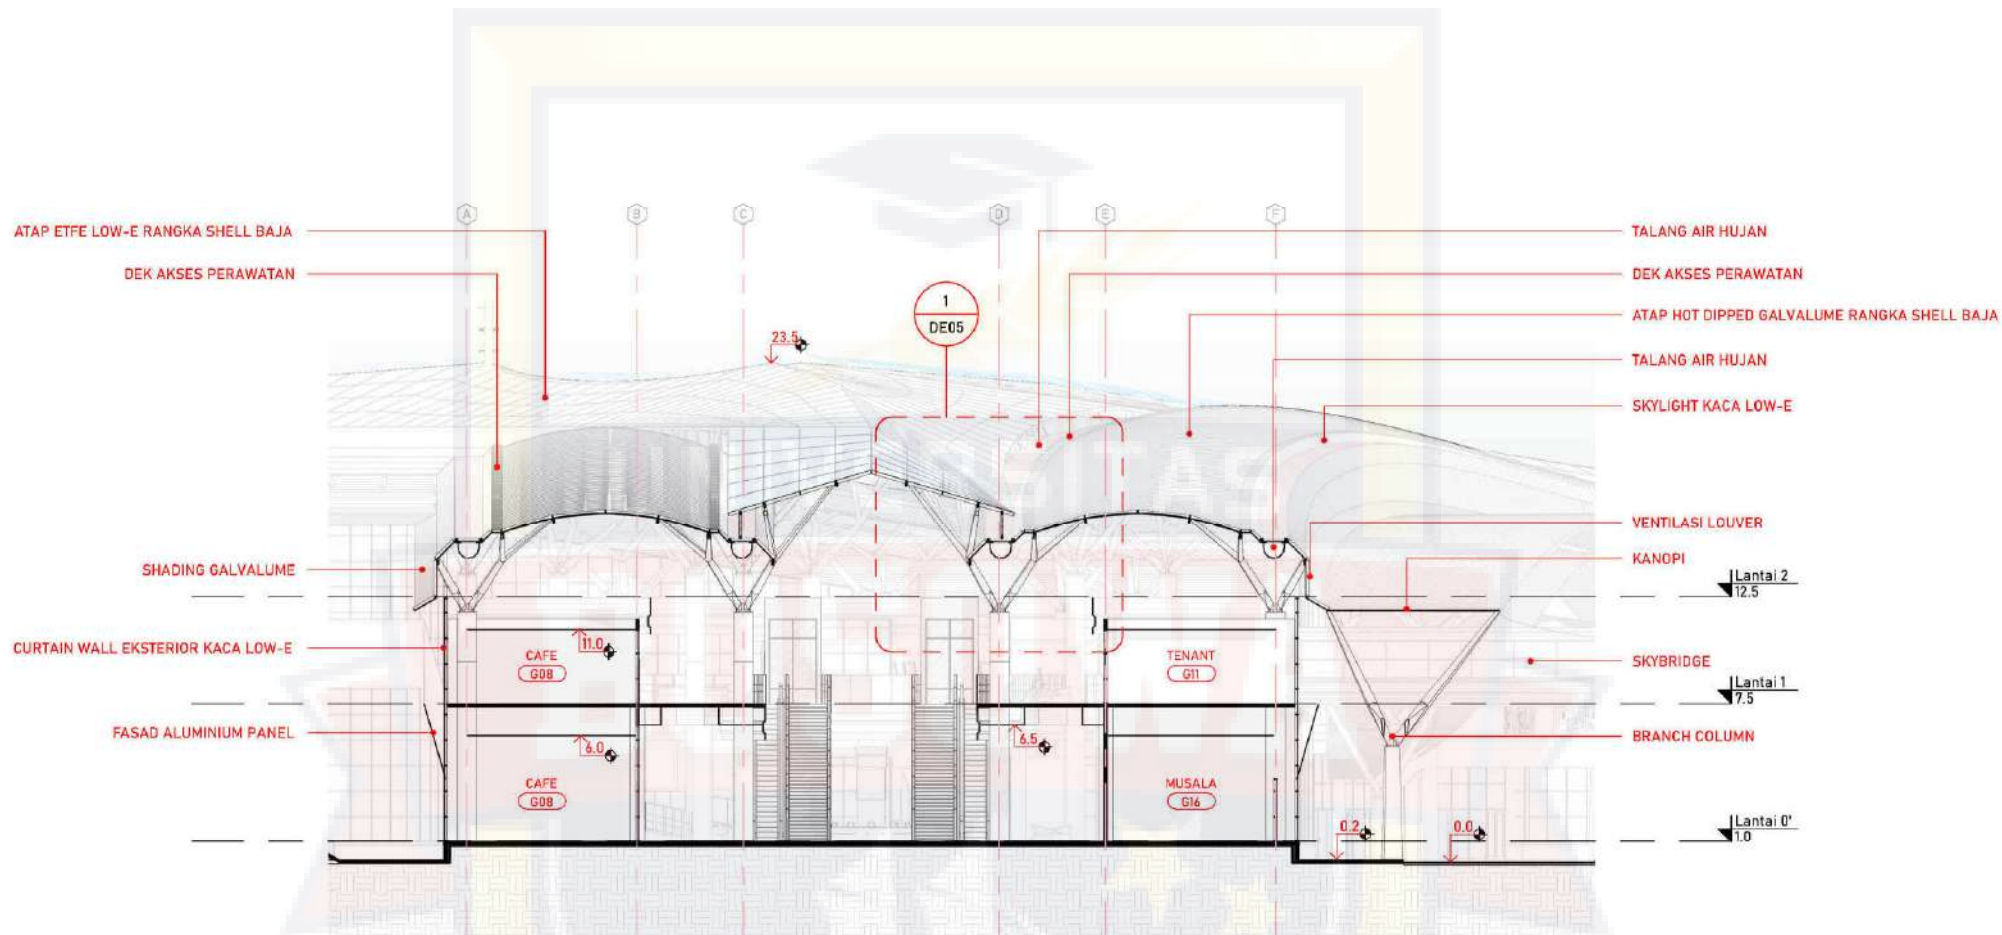 A
B
C
D
E
F
ATAP ETFE LOW-E RANGKA SHELL BAJA
DEK AKSES PERAWATAN
SHADING GALVALUME
CURTAIN WALL EKSTERIOR KACA LOW-E
FASAD ALUMINIUM PANEL
1
DE05
23.5
TALANG AIR HUJAN
DEK AKSES PERAWATAN
ATAP HOT DIPPED GALVALUME RANGKA SHELL BAJA
TALANG AIR HUJAN
SKYLIGHT KACA LOW-E
VENTILASI LOUVER
KANOPI
SKYBRIDGE
BRANCH COLUMN
Lantai 2
12.5
Lantai 1
7.5
Lantai 0'
1.0
11.0
CAFE
G08
TENANT
G11
6.0
6.5
CAFE
G08
MUSALA
G16
0.2
0.0
UNIVERSITAS
BOSOWA